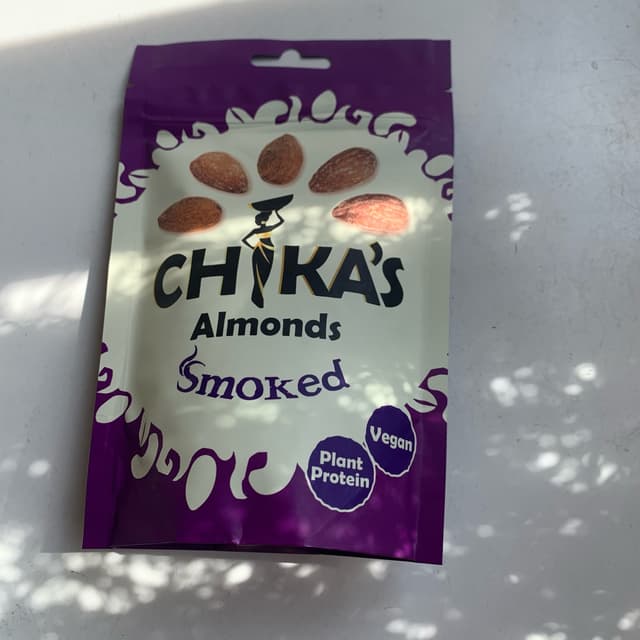 CHIKA'S
Almonds
Smoked
Vegan
Plant
Protein